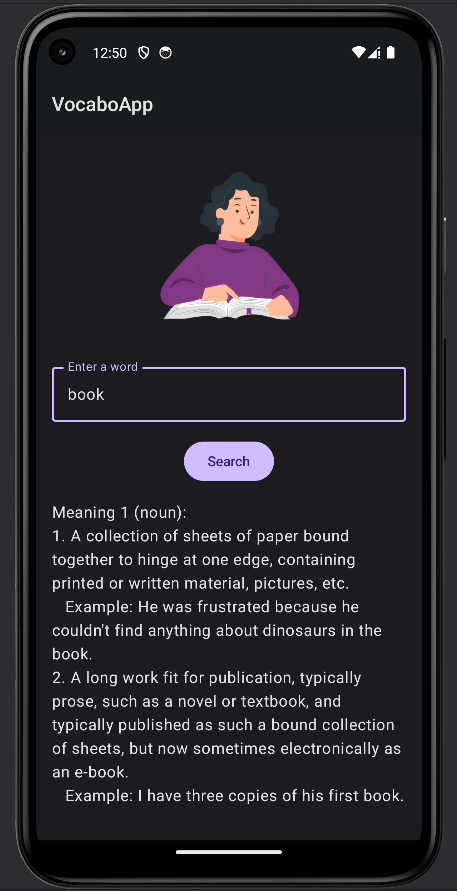 12:50
VocaboApp
Enter a word
book
Search
Meaning 1 (noun):
1. A collection of sheets of paper bound
together to hinge at one edge, containing
printed or written material, pictures, etc.
Example: He was frustrated because he
couldn't find anything about dinosaurs in the
book.
2. A long work fit for publication, typically
prose, such as a novel or textbook, and
typically published as such a bound collection
of sheets, but now sometimes electronically as
an e-book.
Example: I have three copies of his first book.